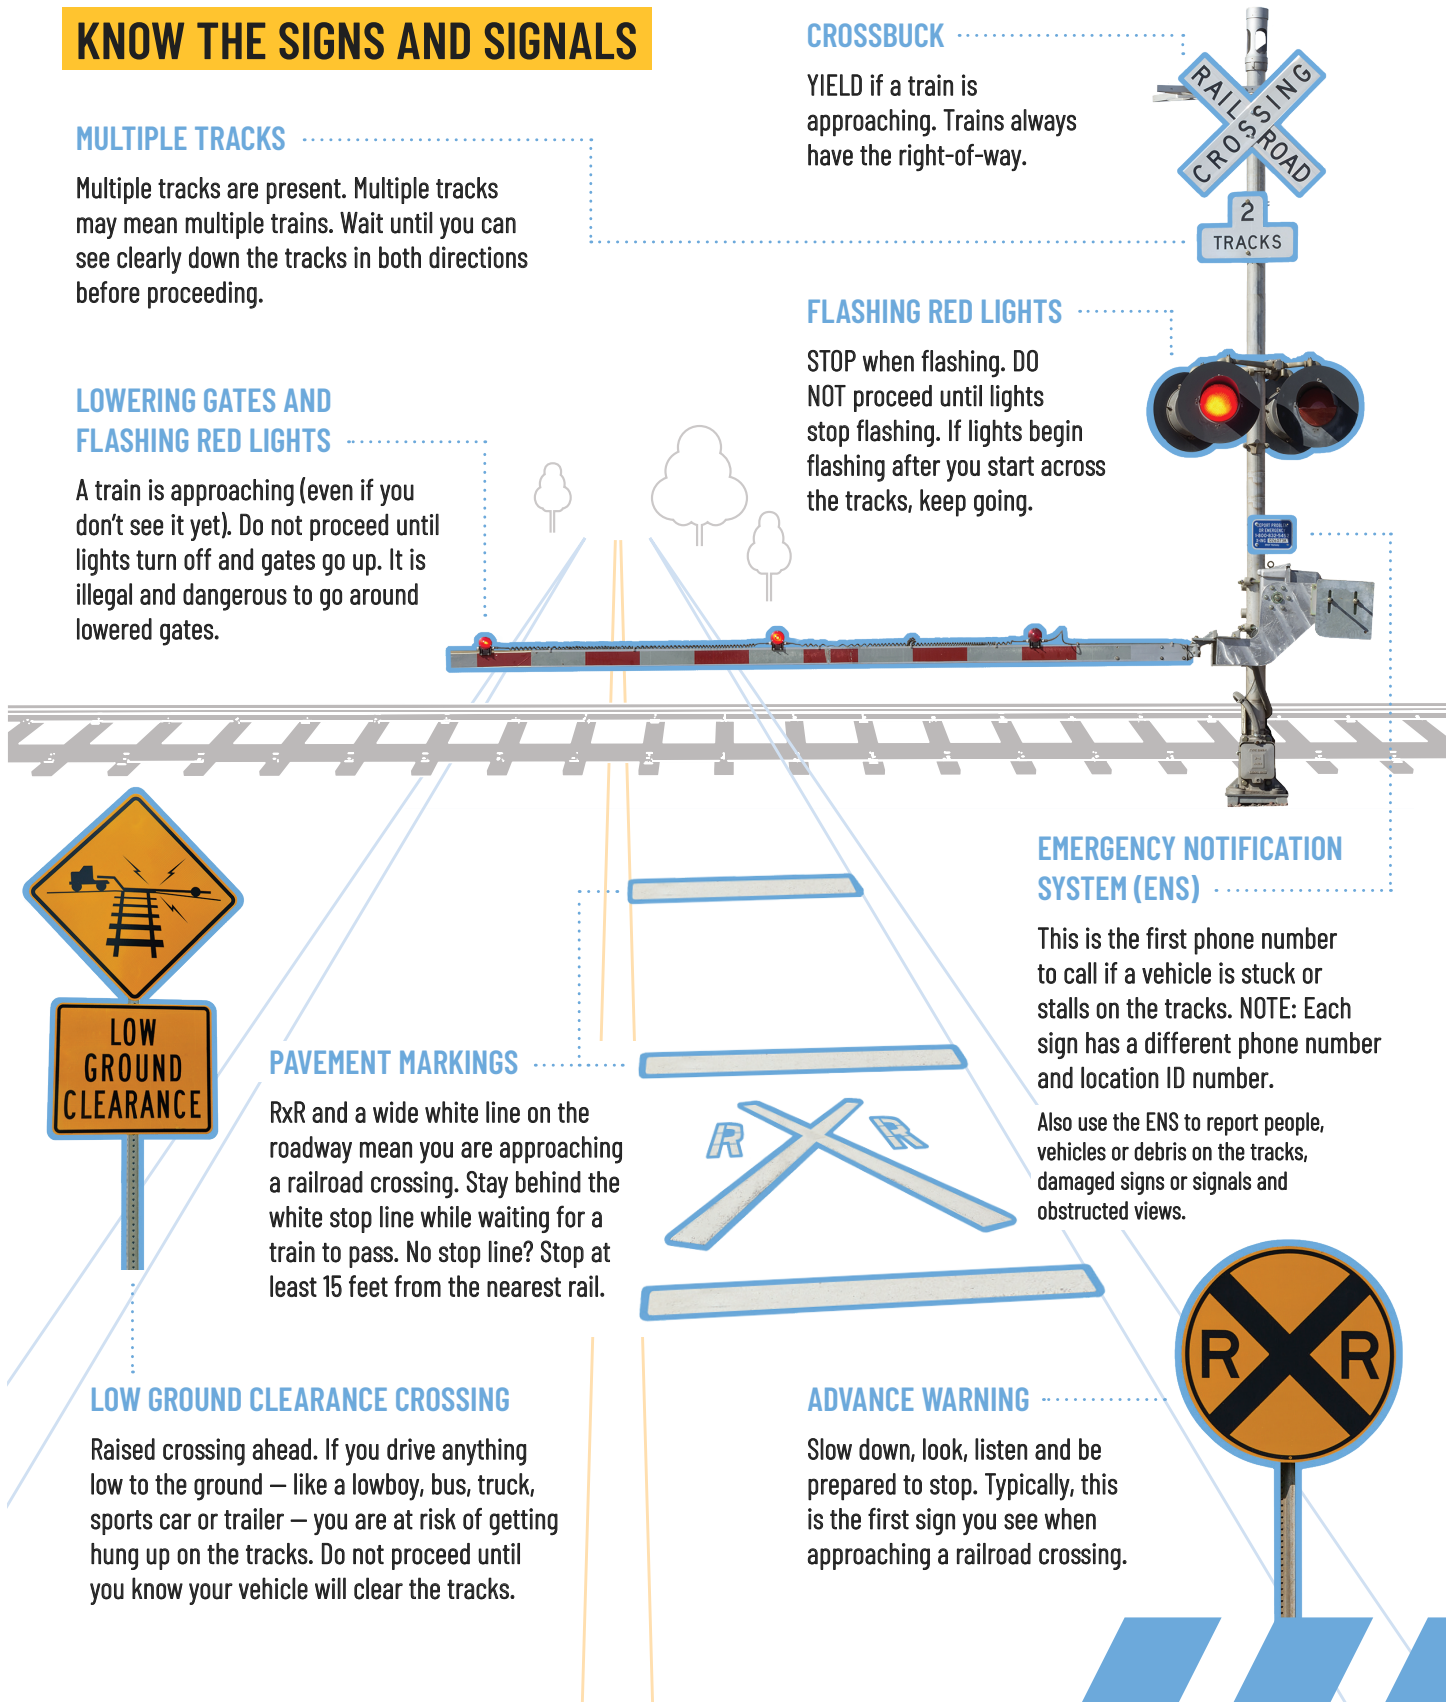 KNOW THE SIGNS AND SIGNALS
MULTIPLE TRACKS
Multiple tracks are present. Multiple tracks
may mean multiple trains. Wait until you can
see clearly down the tracks in both directions
before proceeding.
CROSSBUCK
YIELD if a train is
approaching. Trains always
have the right-of-way.
RAILROAD
CROSSING
2
TRACKS
FLASHING RED LIGHTS
STOP when flashing. DO
NOT proceed until lights
stop flashing. If lights begin
flashing after you start across
the tracks, keep going.
LOWERING GATES AND
FLASHING RED LIGHTS
A train is approaching (even if you
don't see it yet). Do not proceed until
lights turn off and gates go up. It is
illegal and dangerous to go around
lowered gates.
EMERGENCY NOTIFICATION
SYSTEM (ENS)
This is the first phone number
to call if a vehicle is stuck or
stalls on the tracks. NOTE: Each
sign has a different phone number
and location ID number.
Also use the ENS to report people,
vehicles or debris on the tracks,
damaged signs or signals and
obstructed views.
LOW
GROUND
CLEARANCE
PAVEMENT MARKINGS
RxR and a wide white line on the
roadway mean you are approaching
a railroad crossing. Stay behind the
white stop line while waiting for a
train to pass. No stop line? Stop at
least 15 feet from the nearest rail.
R R
LOW GROUND CLEARANCE CROSSING
Raised crossing ahead. If you drive anything
low to the ground – like a lowboy, bus, truck,
sports car or trailer – you are at risk of getting
hung up on the tracks. Do not proceed until
you know your vehicle will clear the tracks.
ADVANCE WARNING
Slow down, look, listen and be
prepared to stop. Typically, this
is the first sign you see when
approaching a railroad crossing.
R R